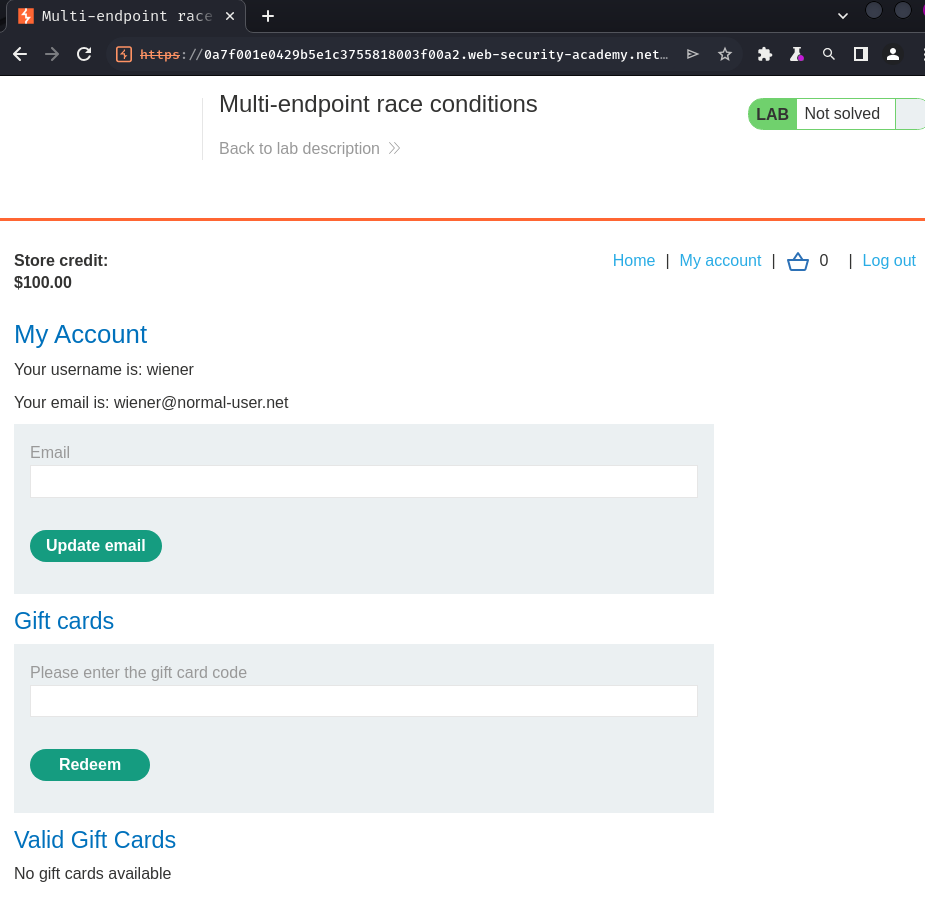 Multi-endpoint race
https://0a7f001e0429b5e1c3755818003f00a2.web-security-academy.net…
Multi-endpoint race conditions
LAB Not solved
Back to lab description
Store credit:
$100.00
Home | My account | 0 | Log out
My Account
Your username is: wiener
Your email is: wiener@normal-user.net
Email
Update email
Gift cards
Please enter the gift card code
Redeem
Valid Gift Cards
No gift cards available